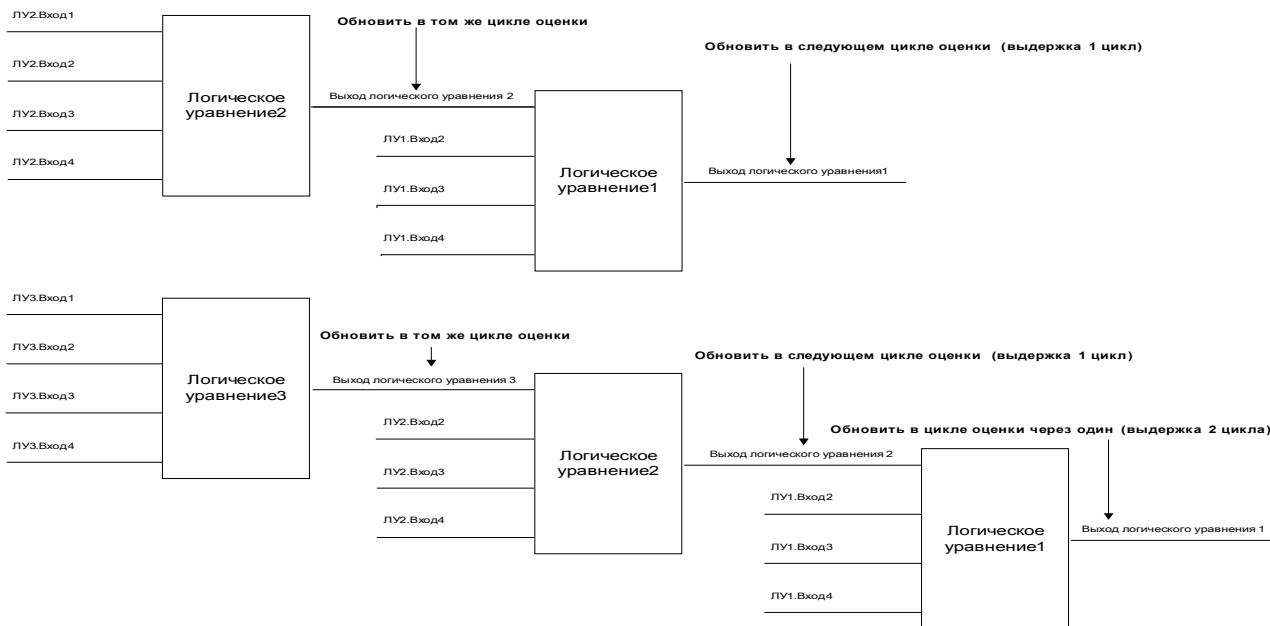 ЛУ2.Вход1
ЛУ2.Вход2
ЛУ2.Вход3
ЛУ2.Вход4
Логическое
уравнение2
Обновить в том же цикле оценки
Выход логического уравнения 2
ЛУ1.Вход2
ЛУ1.Вход3
ЛУ1.Вход4
Логическое
уравнение1
Обновить в следующем цикле оценки (выдержка 1 цикл)
Выход логического уравнения1
ЛУ3.Вход1
ЛУ3.Вход2
ЛУ3.Вход3
ЛУ3.Вход4
Логическое
уравнение3
Обновить в том же цикле оценки
Выход логического уравнения 3
ЛУ2.Вход2
ЛУ2.Вход3
ЛУ2.Вход4
Логическое
уравнение2
Обновить в следующем цикле оценки (выдержка 1 цикл)
Выход логического уравнения 2
ЛУ1.Вход2
ЛУ1.Вход3
ЛУ1.Вход4
Логическое
уравнение1
Обновить в цикле оценки через один (выдержка 2 цикла)
Выход логического уравнения 1